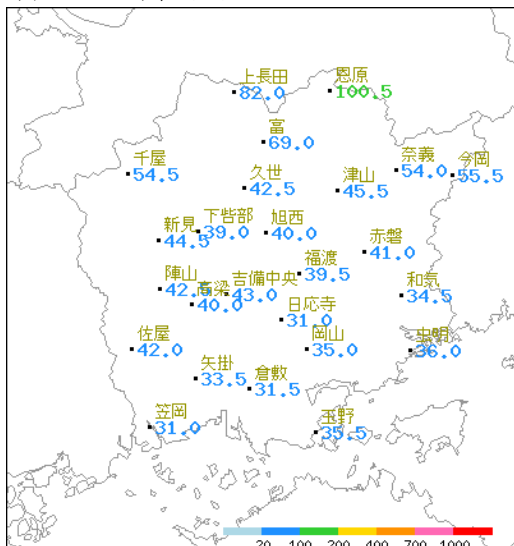 上長田
82.0
恩原
100.5
富
69.0
千屋
54.5
久世
42.5
津山
45.5
奈義
54.0
今岡
55.5
新見
44.5
下呰部
39.0
旭西
40.0
赤磐
41.0
福渡
39.5
陣山
42.5
高梁
40.0
吉備中央
43.0
和気
34.5
日応寺
31.0
佐屋
42.0
岡山
35.0
虫明
36.0
矢掛
33.5
倉敷
31.5
笠岡
31.0
玉野
35.5
20 100 200 400 700 1000